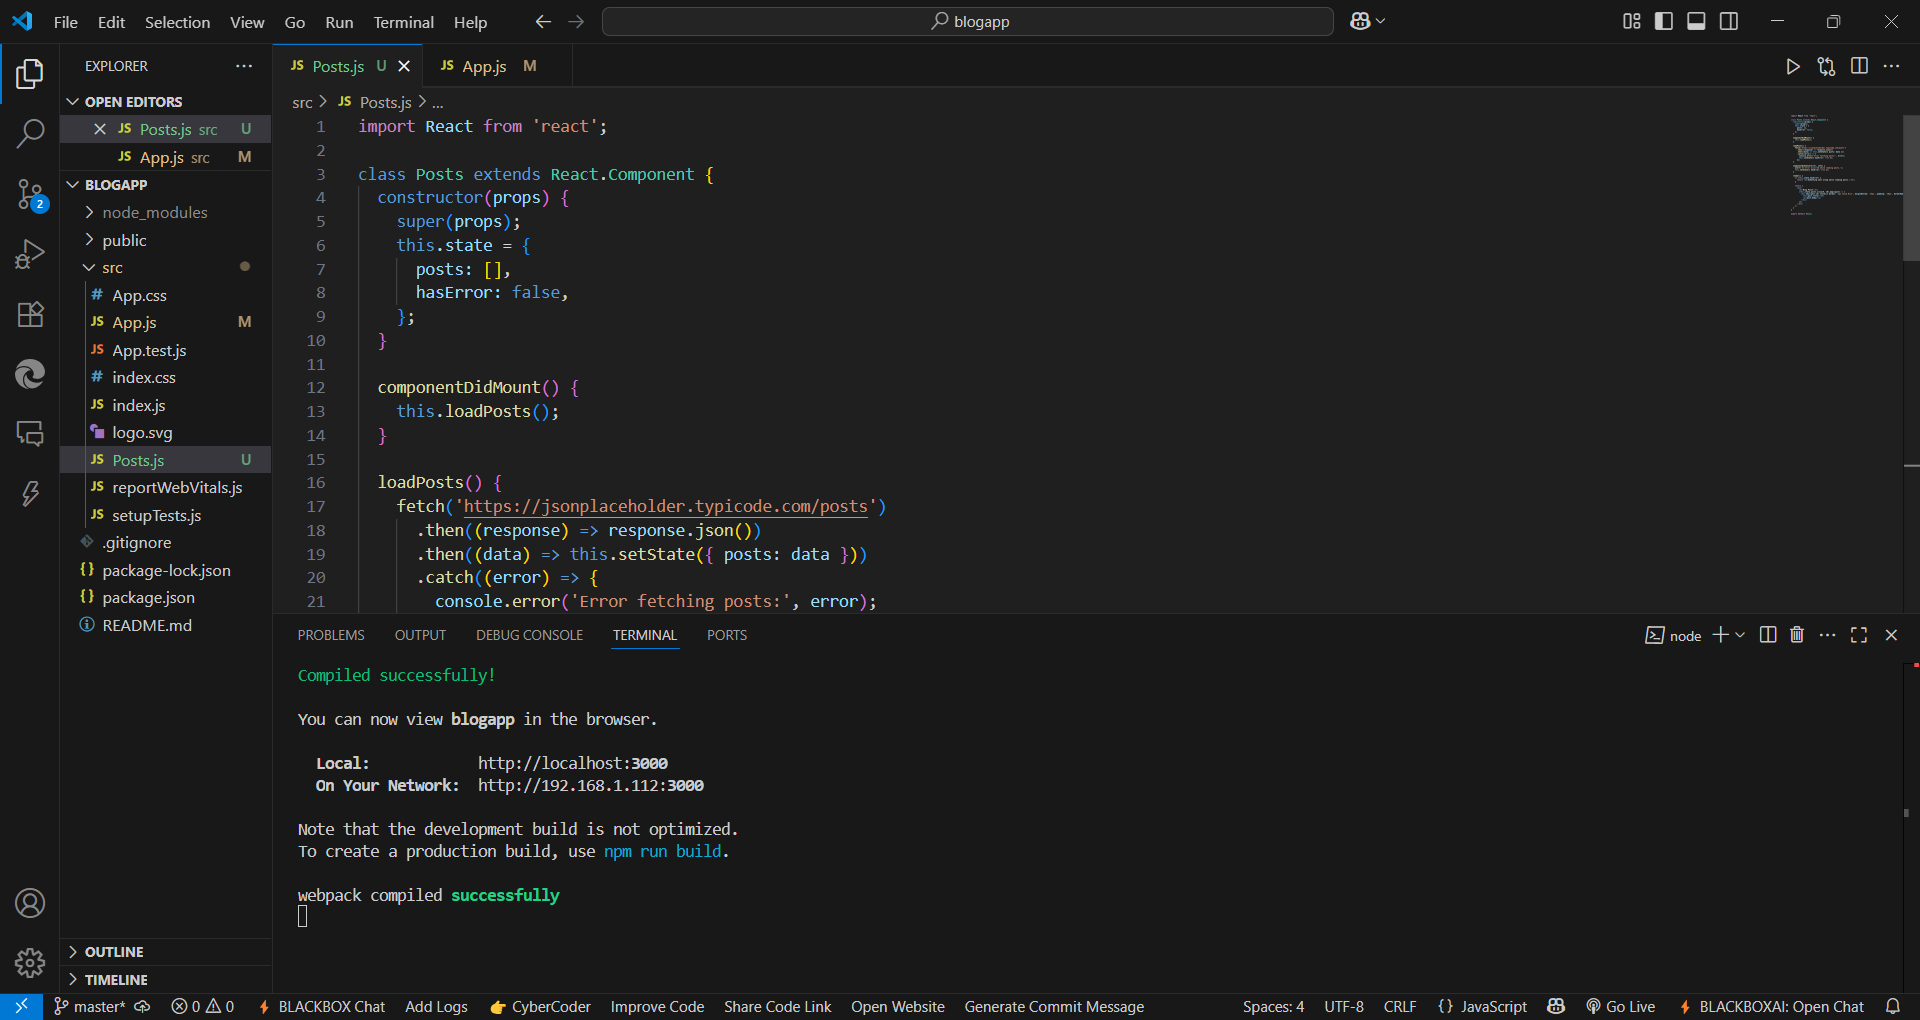 File Edit Selection View Go Run Terminal Help
blogapp
EXPLORER
OPEN EDITORS
JS Posts.js src U
JS App.js src M
BLOGAPP
node_modules
public
src
# App.css
JS App.js M
JS App.test.js
# index.css
JS index.js
logo.svg
JS Posts.js U
JS reportWebVitals.js
JS setupTests.js
.gitignore
{} package-lock.json
{} package.json
README.md
OUTLINE
TIMELINE
2
JS Posts.js U
JS App.js M
src > JS Posts.js > ...
1 import React from 'react';
2
3 class Posts extends React.Component {
4 constructor(props) {
5 super(props);
6 this.state = {
7 posts: [],
8 hasError: false,
9 };
10 }
11
12 componentDidMount() {
13 this.loadPosts();
14 }
15
16 loadPosts() {
17 fetch('https://jsonplaceholder.typicode.com/posts')
18 .then((response) => response.json())
19 .then((data) => this.setState({ posts: data }))
20 .catch((error) => {
21 console.error('Error fetching posts:', error);
PROBLEMS OUTPUT DEBUG CONSOLE TERMINAL PORTS
node
Compiled successfully!
You can now view blogapp in the browser.
Local: http://localhost:3000
On Your Network: http://192.168.1.112:3000
Note that the development build is not optimized.
To create a production build, use npm run build.
webpack compiled successfully
master* 0 0 BLACKBOX Chat Add Logs 👉 CyberCoder Improve Code Share Code Link Open Website Generate Commit Message Spaces: 4 UTF-8 CRLF {} JavaScript Go Live BLACKBOXAI: Open Chat